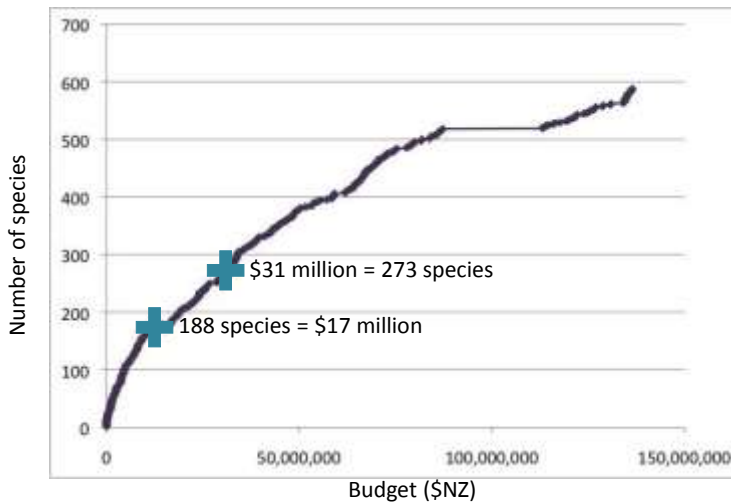 700
600
500
400
300
200
100
0
Number of species
$31 million = 273 species
188 species = $17 million
0 50,000,000 100,000,000 150,000,000
Budget ($NZ)